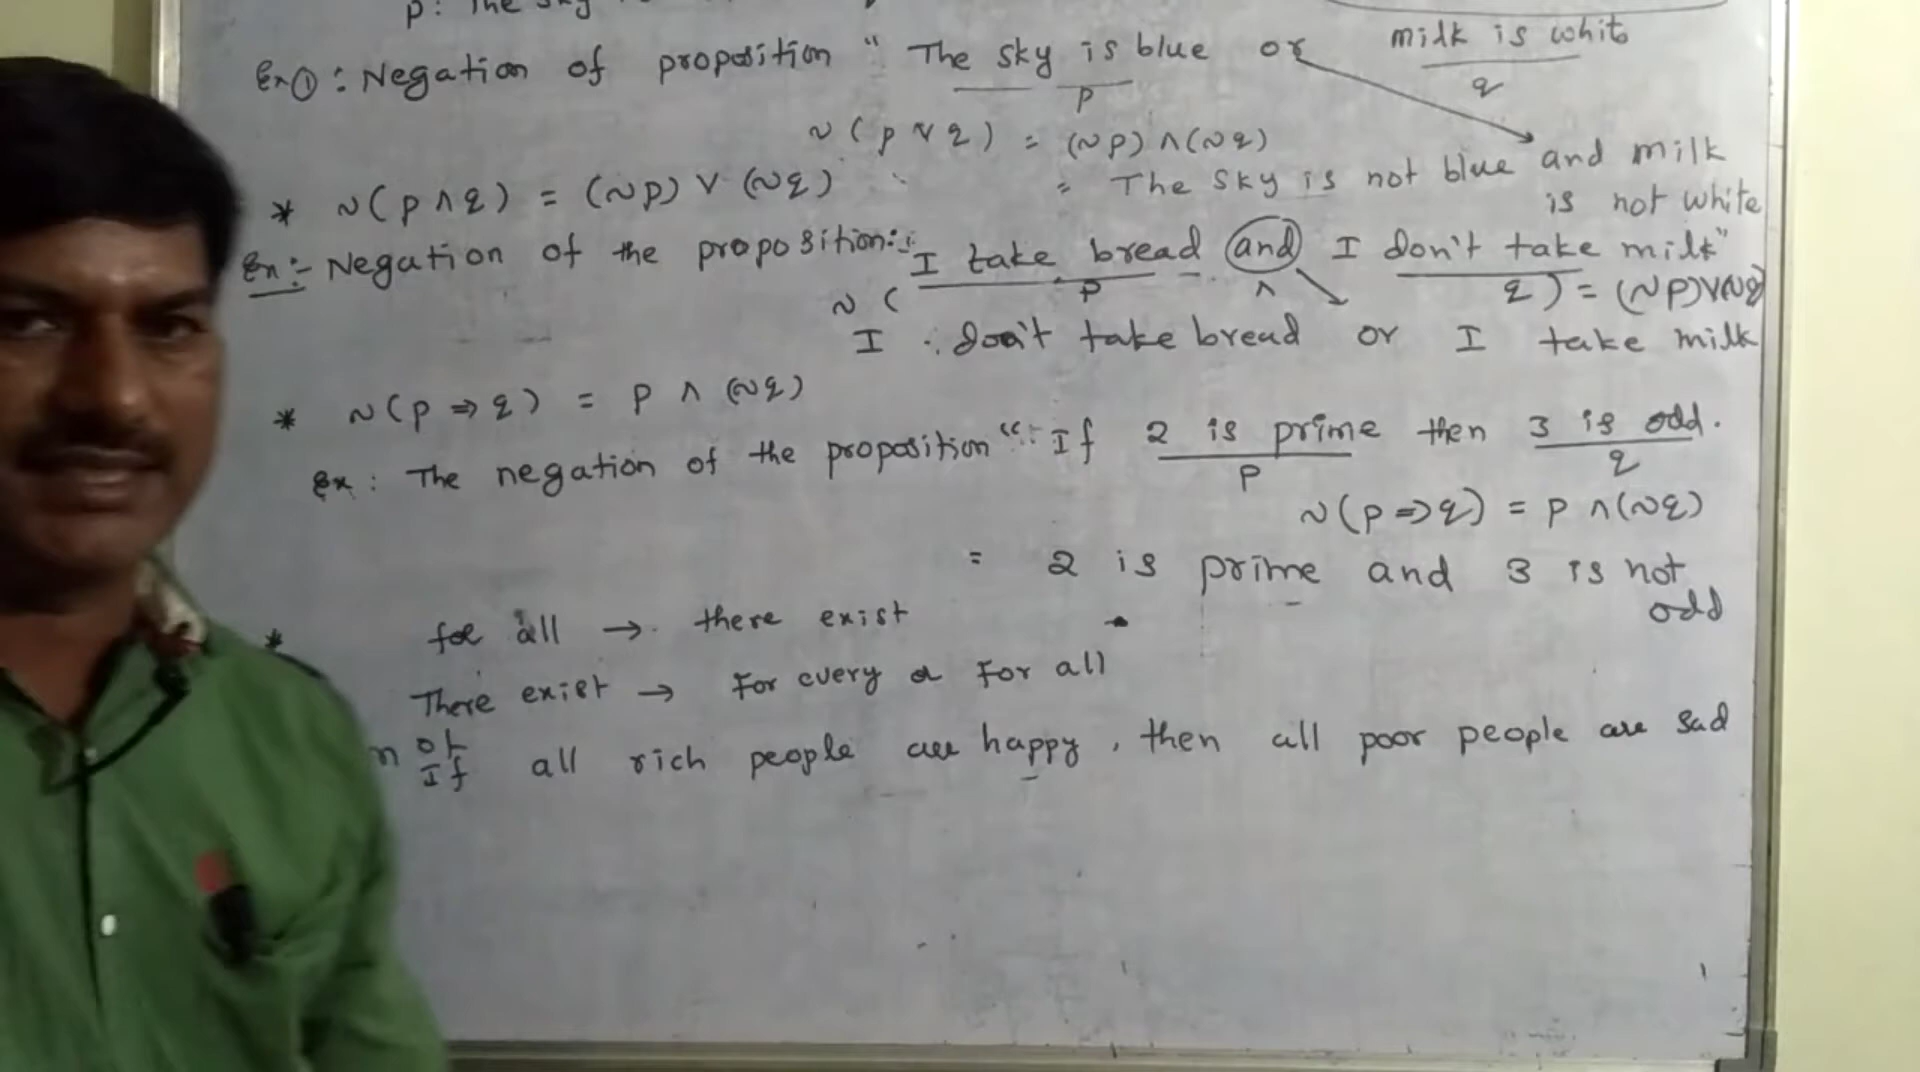 p: The sky
Ex①: Negation of proposition " The sky is blue or milk is white
p q
~(p ∨ q) = (~p) ∧ (~q)
* ~(p ∧ q) = (~p) ∨ (~q)
= The sky is not blue and milk is not white
Ex:- Negation of the proposition: I take bread and I don't take milk"
~( p ∧ q ) = (~p)∨(~q)
I don't take bread or I take milk
* ~(p ⇒ q) = p ∧ (~q)
Ex: The negation of the proposition ": If 2 is prime then 3 is odd.
p q
~(p ⇒ q) = p ∧ (~q)
= 2 is prime and 3 is not odd
* for all → there exist
There exist → For every or For all
n of
If all rich people are happy, then all poor people are sad